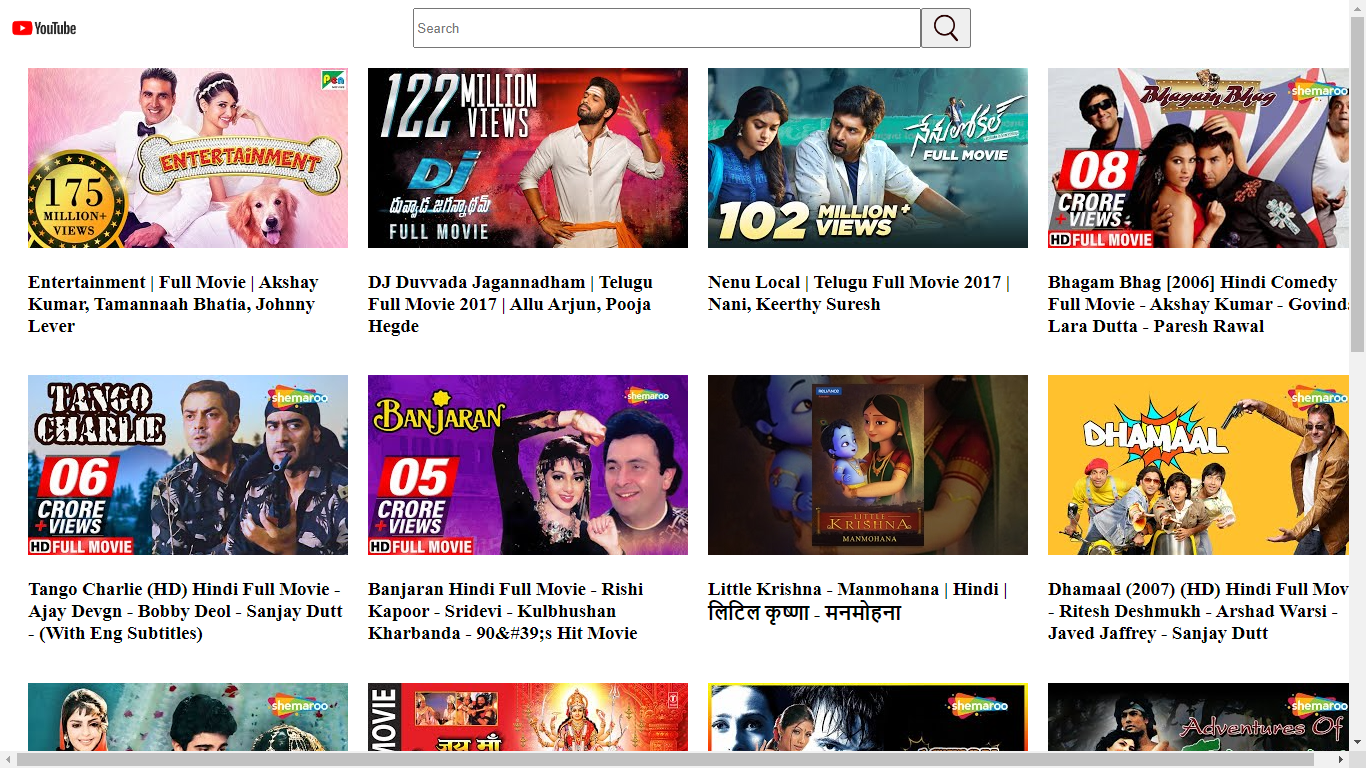 YouTube
Search
Pen
MOVIES
ENTERTAINMENT
175
MILLION+
VIEWS
122 MILLION
VIEWS
DJ
దువ్వాడ జగన్నాథమ్
FULL MOVIE
నేను లోకల్
FULL MOVIE
102 MILLION+
VIEWS
Bhagam Bhag
shemaroo
08
CRORE
+VIEWS
HD FULL MOVIE
Entertainment | Full Movie | Akshay
Kumar, Tamannaah Bhatia, Johnny
Lever
DJ Duvvada Jagannadham | Telugu
Full Movie 2017 | Allu Arjun, Pooja
Hegde
Nenu Local | Telugu Full Movie 2017 |
Nani, Keerthy Suresh
Bhagam Bhag [2006] Hindi Comedy
Full Movie - Akshay Kumar - Govinda
Lara Dutta - Paresh Rawal
TANGO
CHARLIE
shemaroo
06
CRORE
+VIEWS
HD FULL MOVIE
BANJARAN
shemaroo
05
CRORE
+VIEWS
HD FULL MOVIE
RELIANCE
LITTLE
KRISHNA
MANMOHANA
shemaroo
DHAMAAL
Tango Charlie (HD) Hindi Full Movie -
Ajay Devgn - Bobby Deol - Sanjay Dutt
- (With Eng Subtitles)
Banjaran Hindi Full Movie - Rishi
Kapoor - Sridevi - Kulbhushan
Kharbanda - 90&#39;s Hit Movie
Little Krishna - Manmohana | Hindi |
लिटिल कृष्णा - मनमोहना
Dhamaal (2007) (HD) Hindi Full Mov
- Ritesh Deshmukh - Arshad Warsi -
Javed Jaffrey - Sanjay Dutt
shemaroo
MOVIE
जय माँ
shemaroo
shemaroo
Adventures Of